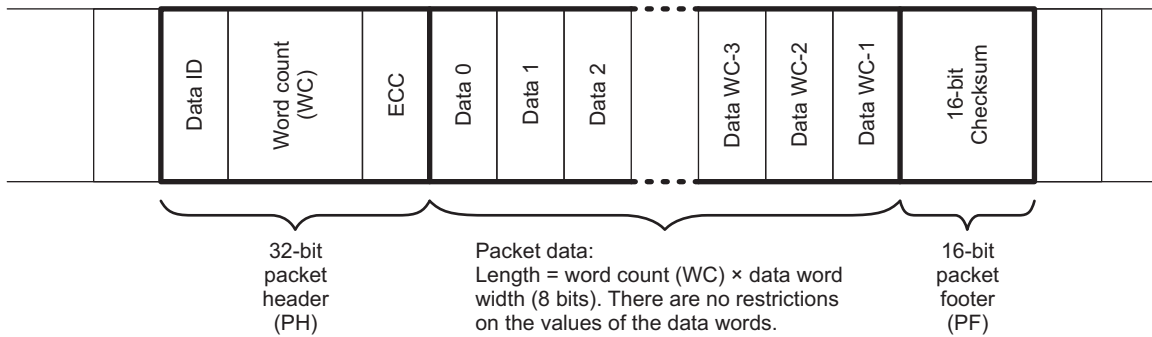 Data ID
Word count
(WC)
ECC
Data 0
Data 1
Data 2
Data WC-3
Data WC-2
Data WC-1
16-bit
Checksum
32-bit
packet
header
(PH)
Packet data:
Length = word count (WC) × data word
width (8 bits). There are no restrictions
on the values of the data words.
16-bit
packet
footer
(PF)